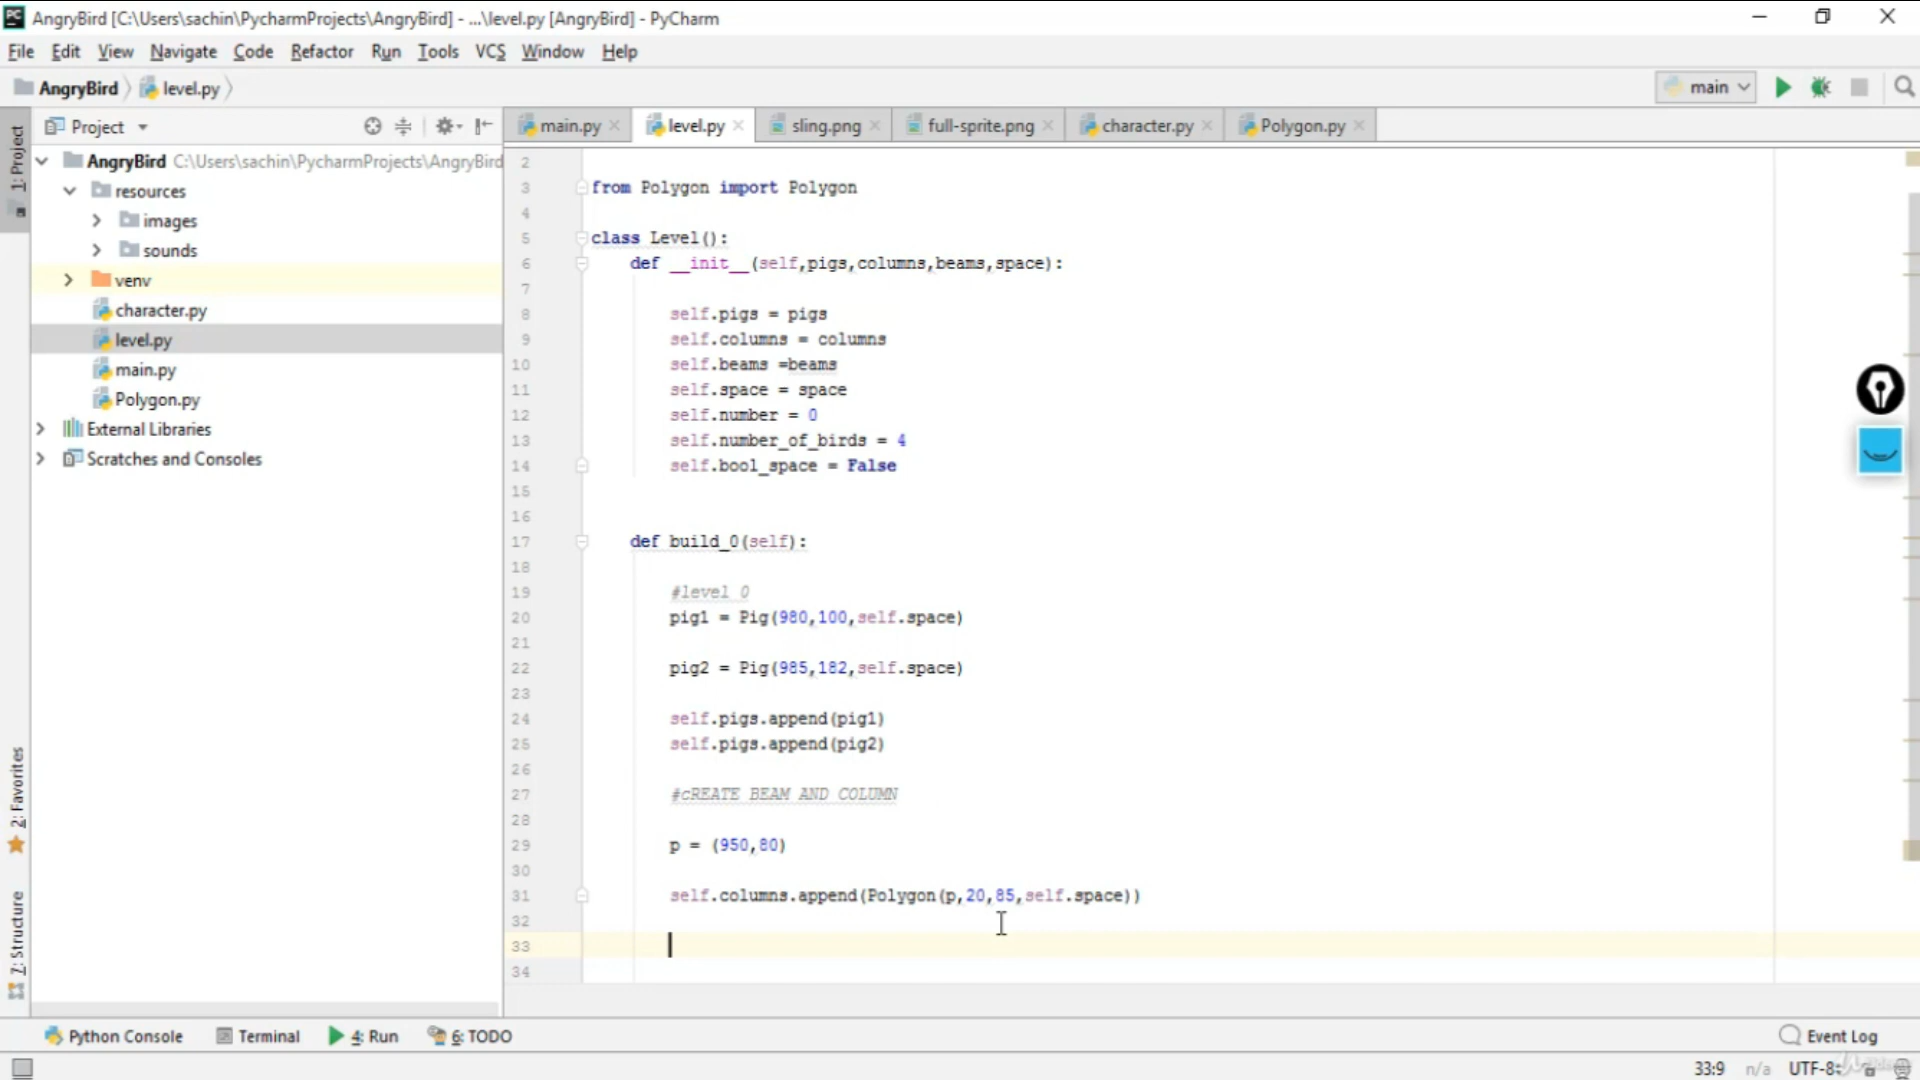 AngryBird [C:\Users\sachin\PycharmProjects\AngryBird] - ...\level.py [AngryBird] - PyCharm
File Edit View Navigate Code Refactor Run Tools VCS Window Help
AngryBird level.py main
1: Project
Project
main.py level.py sling.png full-sprite.png character.py Polygon.py
AngryBird C:\Users\sachin\PycharmProjects\AngryBird
resources
images
sounds
venv
character.py
level.py
main.py
Polygon.py
External Libraries
Scratches and Consoles
2: Favorites
7: Structure
2
3 from Polygon import Polygon
4
5 class Level():
6 def __init__(self,pigs,columns,beams,space):
7
8 self.pigs = pigs
9 self.columns = columns
10 self.beams =beams
11 self.space = space
12 self.number = 0
13 self.number_of_birds = 4
14 self.bool_space = False
15
16
17 def build_0(self):
18
19 #level 0
20 pig1 = Pig(980,100,self.space)
21
22 pig2 = Pig(985,182,self.space)
23
24 self.pigs.append(pig1)
25 self.pigs.append(pig2)
26
27 #cREATE BEAM AND COLUMN
28
29 p = (950,80)
30
31 self.columns.append(Polygon(p,20,85,self.space))
32
33
34
Python Console Terminal 4: Run 6: TODO Event Log
33:9 n/a UTF-8